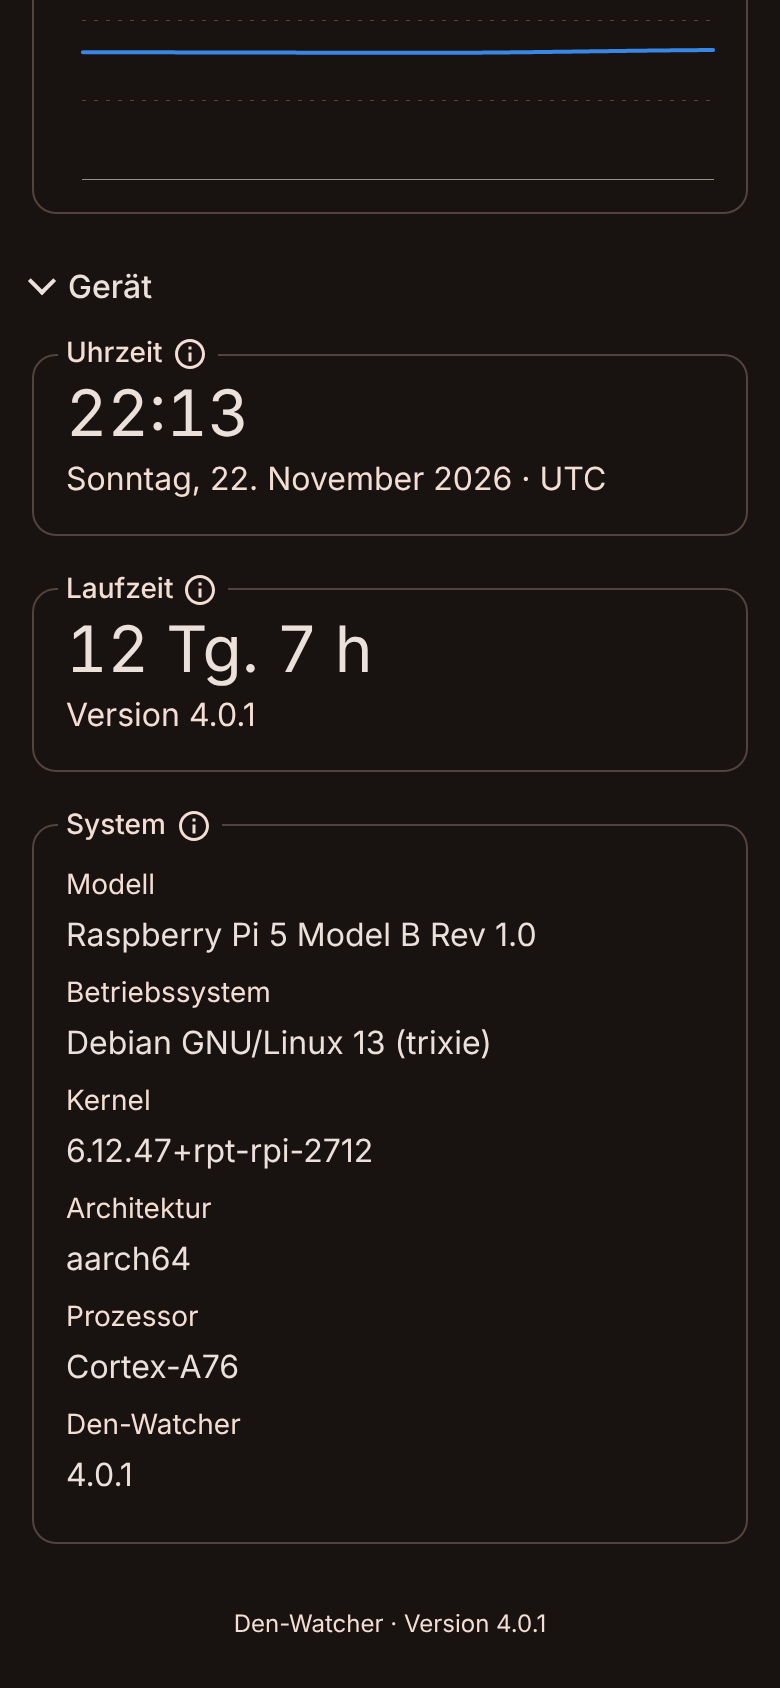 Gerät
Uhrzeit
22:13
Sonntag, 22. November 2026 · UTC
Laufzeit
12 Tg. 7 h
Version 4.0.1
System
Modell
Raspberry Pi 5 Model B Rev 1.0
Betriebssystem
Debian GNU/Linux 13 (trixie)
Kernel
6.12.47+rpt-rpi-2712
Architektur
aarch64
Prozessor
Cortex-A76
Den-Watcher
4.0.1
Den-Watcher · Version 4.0.1